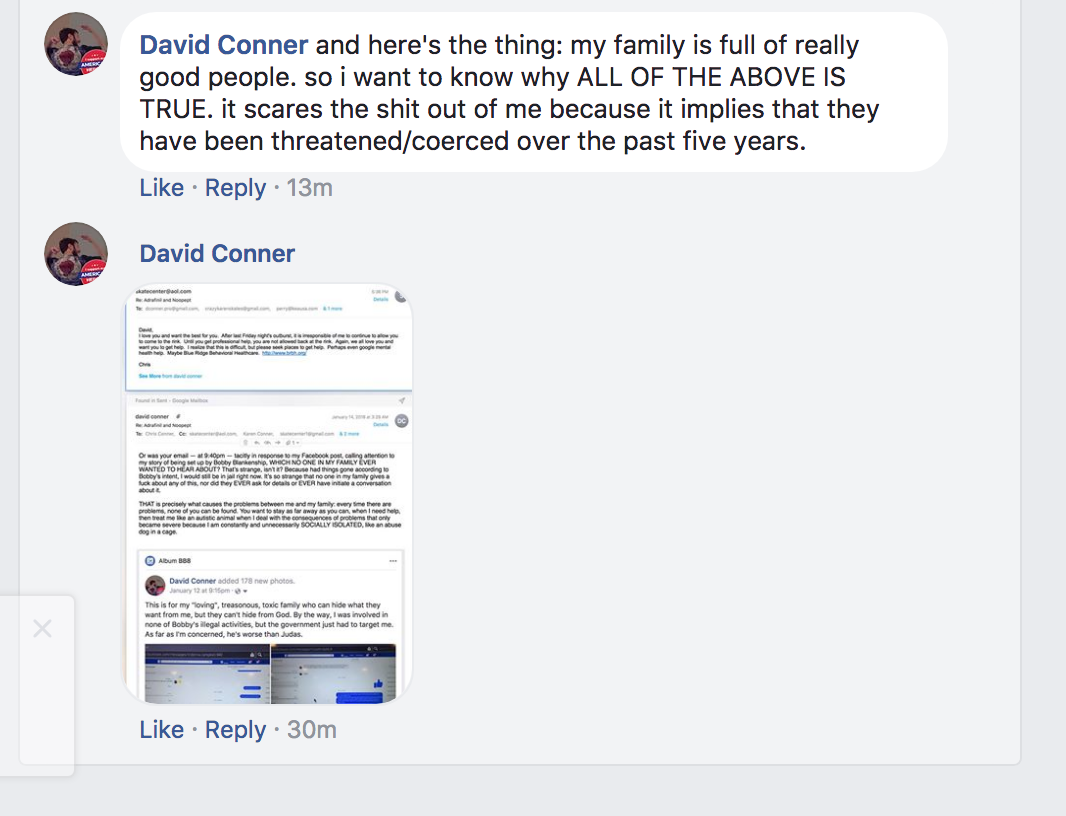 David Conner and here's the thing: my family is full of really
good people. so i want to know why ALL OF THE ABOVE IS
TRUE. it scares the shit out of me because it implies that they
have been threatened/coerced over the past five years.
Like · Reply · 13m
David Conner
skatecenter@aol.com
Re: Adrafinil and Noopept
Details
David,
I love you and want the best for you. After last Friday night's outburst, it is irresponsible of me to continue to allow you
to come to the rink. Until you get professional help, you are not allowed back at the rink. Again, we all love you and
want you to get help. I realize that this is difficult, but please seek places to get help. Perhaps even google mental
health help. Maybe Blue Ridge Behavioral Healthcare. http://www.brbh.org/
Chris
See More from david conner
Found in Sent - Google Mailbox
david conner
Re: Adrafinil and Noopept
Details
DC
To: Chris Conner, Cc: skatecenter@aol.com, Karen Conner, skatecenter1@gmail.com & 2 more
Or was your email — at 9:40pm — tacitly in response to my Facebook post, calling attention to
my story of being set up by Bobby Blankenship, WHICH NO ONE IN MY FAMILY EVER
WANTED TO HEAR ABOUT? That's strange, isn't it? Because had things gone according to
Bobby's intent, I would still be in jail right now. It's so strange that no one in my family gives a
fuck about any of this, nor did they EVER ask for details or EVER have initiate a conversation
about it.
THAT is precisely what causes the problems between me and my family: every time there are
problems, none of you can be found. You want to stay as far away as you can, when I need help,
then treat me like an autistic animal when I deal with the consequences of problems that only
became severe because I am constantly and unnecessarily SOCIALLY ISOLATED, like an abuse
dog in a cage.
Album BBB
David Conner added 178 new photos.
January 12 at 9:15pm
This is for my "loving", treasonous, toxic family who can hide what they
want from me, but they can't hide from God. By the way, I was involved in
none of Bobby's illegal activities, but the government just had to target me.
As far as I'm concerned, he's worse than Judas.
Like · Reply · 30m